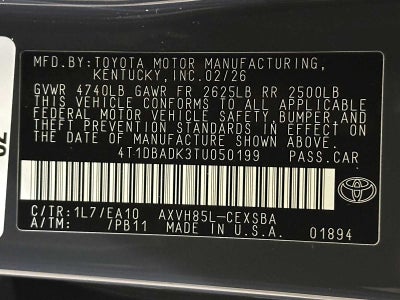 MFD.BY:TOYOTA MOTOR MANUFACTURING,
KENTUCKY,INC.02/26
GVWR 4740LB GAWR FR 2625LB RR 2500LB
THIS VEHICLE CONFORMS TO ALL APPLICABLE
FEDERAL MOTOR VEHICLE SAFETY,BUMPER,AND
THEFT PREVENTION STANDARDS IN EFFECT ON
THE DATE OF MANUFACTURE SHOWN ABOVE.
4T1DBADK3TU050199 PASS.CAR
C/TR:1L7/EA10 AXVH85L-CEXSBA
A/TM: /PB11 01894
TOYOTA